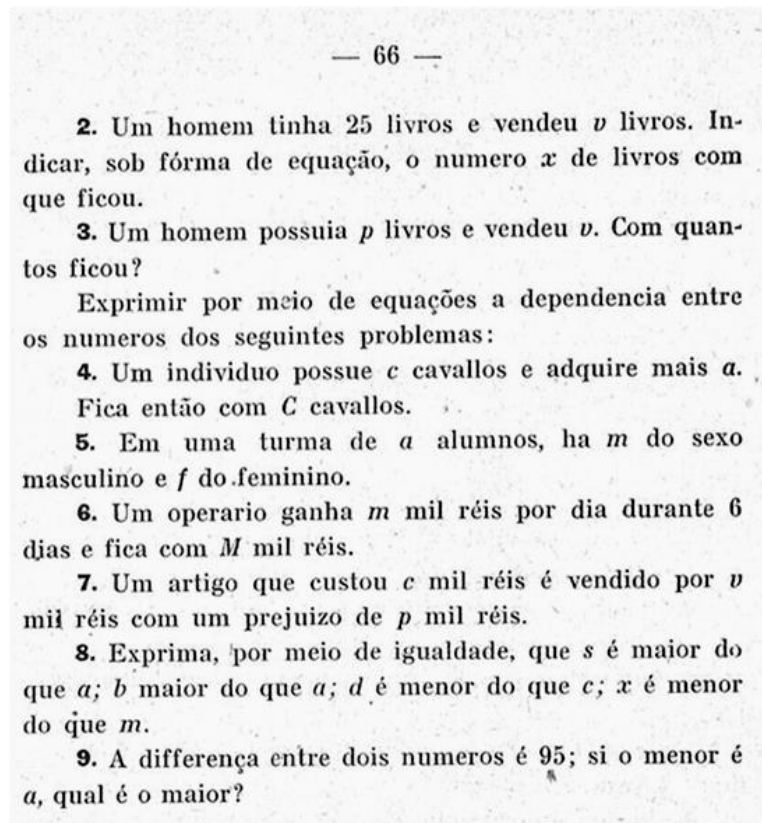 — 66 —
2. Um homem tinha 25 livros e vendeu v livros. In-
dicar, sob fórma de equação, o numero x de livros com
que ficou.
3. Um homem possuia p livros e vendeu v. Com quan-
tos ficou?
Exprimir por meio de equações a dependencia entre
os numeros dos seguintes problemas:
4. Um individuo possue c cavallos e adquire mais a.
Fica então com C cavallos.
5. Em uma turma de a alumnos, ha m do sexo
masculino e f do feminino.
6. Um operario ganha m mil réis por dia durante 6
dias e fica com M mil réis.
7. Um artigo que custou c mil réis é vendido por v
mil réis com um prejuizo de p mil réis.
8. Exprima, por meio de igualdade, que s é maior do
que a; b maior do que a; d é menor do que c; x é menor
do que m.
9. A differença entre dois numeros é 95; si o menor é
a, qual é o maior?